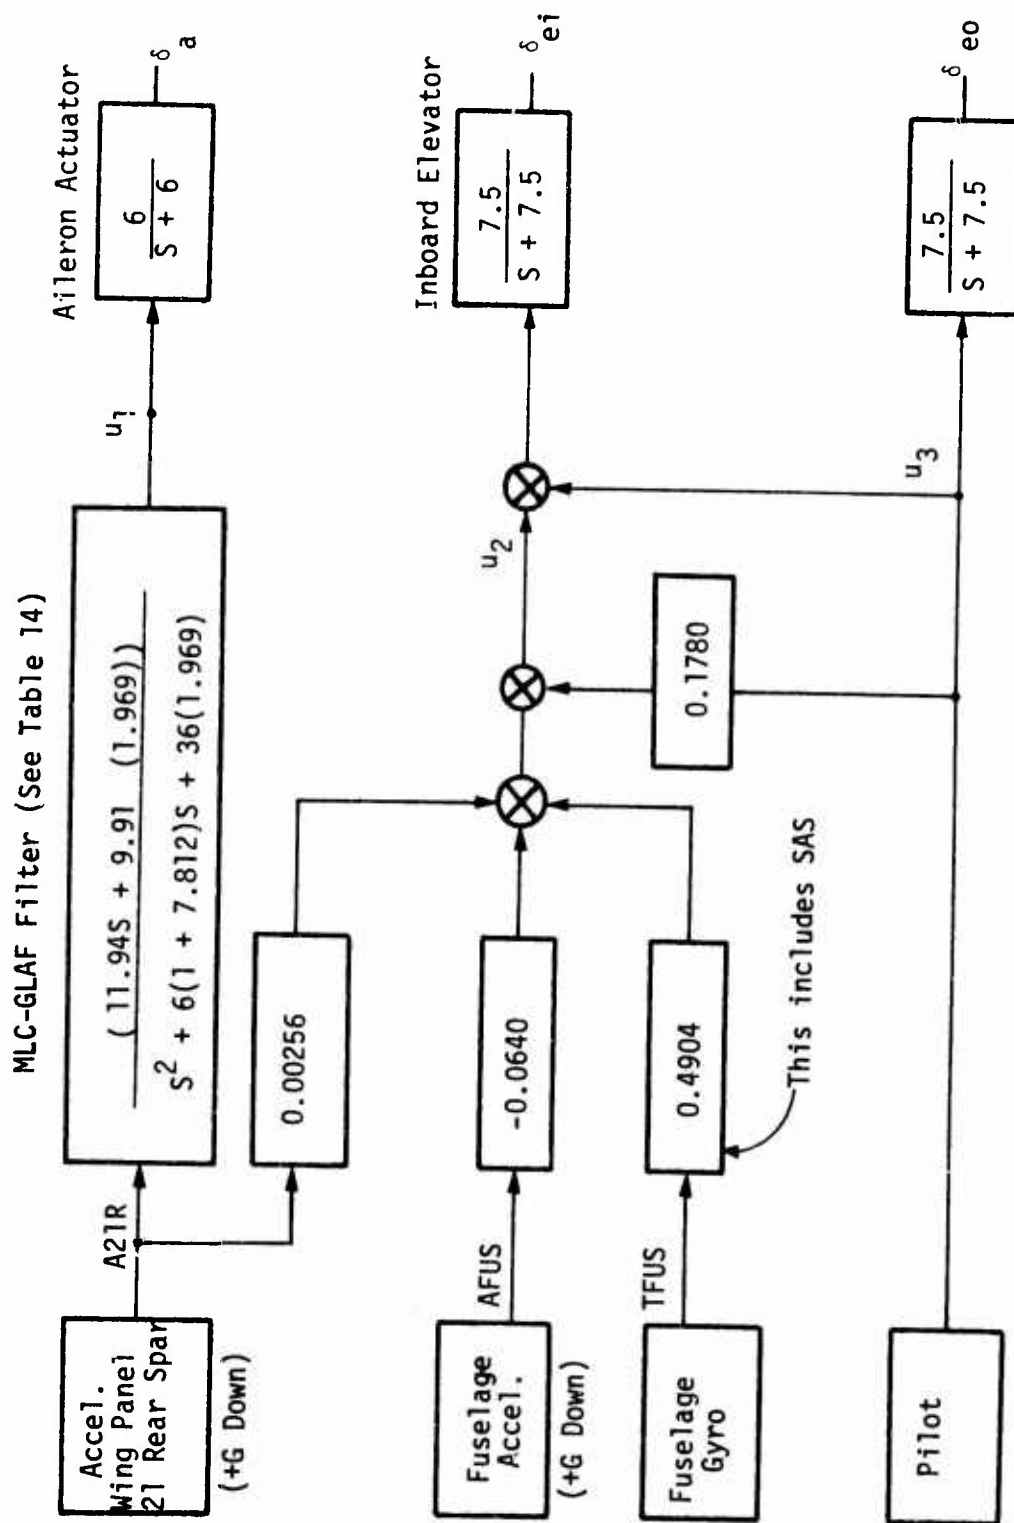 MLC-GLAF Filter (See Table 14)
Accel.
Wing Panel
21 Rear Spar
(+G Down)
A21R
(11.94S + 9.91 (1.969))
S² + 6(1 + 7.812)S + 36(1.969)
u₁
Aileron Actuator
6
S + 6
δa
0.00256
Fuselage
Accel.
(+G Down)
AFUS
-0.0640
u₂
Inboard Elevator
7.5
S + 7.5
δei
Fuselage
Gyro
TFUS
0.4904
This includes SAS
0.1780
Pilot
u₃
7.5
S + 7.5
δeo